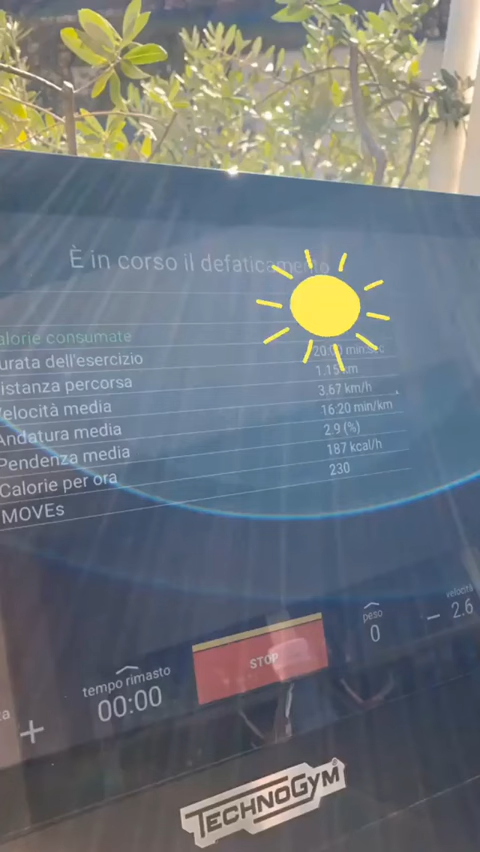 È in corso il defaticamento
alorie consumate
urata dell'esercizio 20:00 min:sec
istanza percorsa 1.15 km
elocità media 3.67 km/h
Andatura media 16:20 min/km
Pendenza media 2.9 (%)
Calorie per ora 187 kcal/h
MOVEs 230
tempo rimasto
00:00
STOP
peso
0
velocità
− 2.6
+
TECHNOGYM